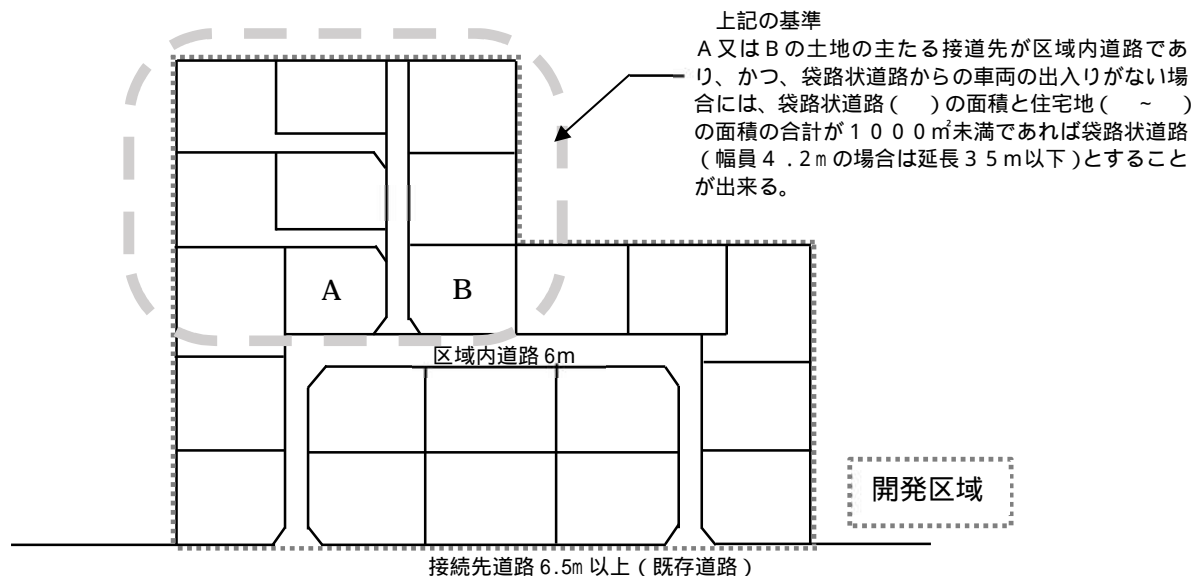 上記の基準
A又はBの土地の主たる接道先が区域内道路であ
り、かつ、袋路状道路からの車両の出入りがない場
合には、袋路状道路(　)の面積と住宅地(　~　)
の面積の合計が1000㎡未満であれば袋路状道路
(幅員4.2mの場合は延長35m以下)とすること
が出来る。
A
B
区域内道路 6m
開発区域
接続先道路 6.5m 以上(既存道路)